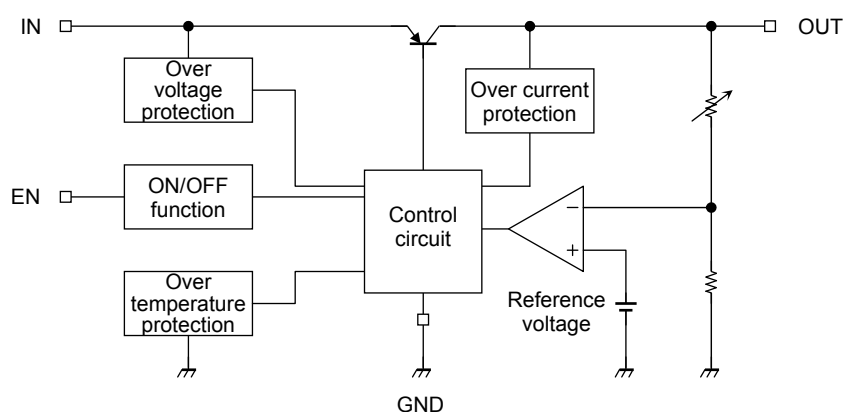 IN
OUT
Over
voltage
protection
Over current
protection
EN
ON/OFF
function
Control
circuit
−
+
Over
temperature
protection
Reference
voltage
GND